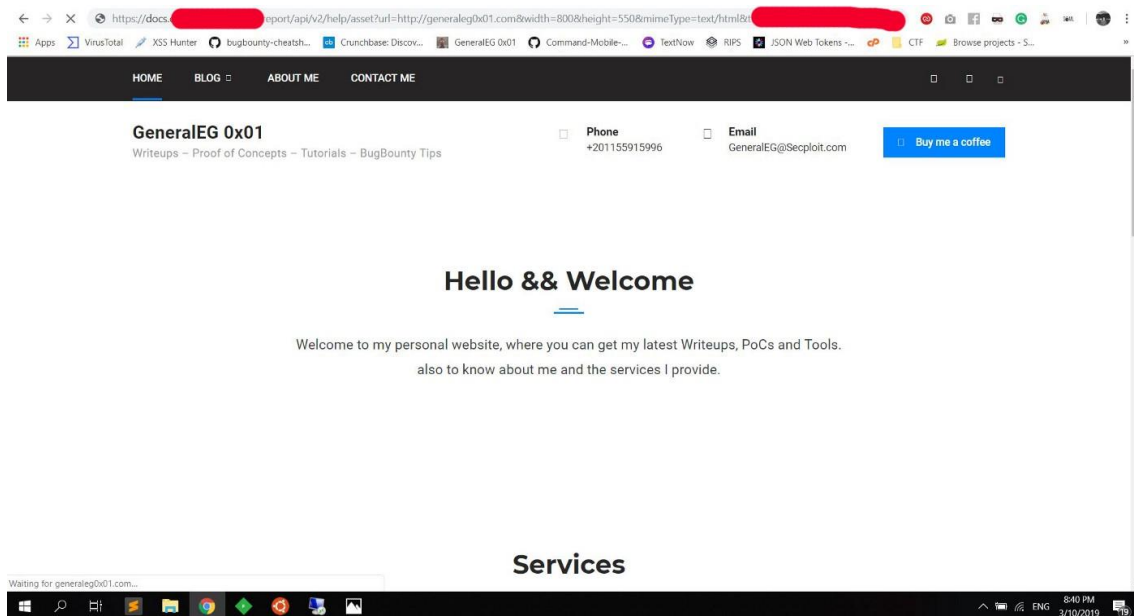 https://docs. eport/api/v2/help/asset?url=http://generaleg0x01.com&width=800&height=550&mimeType=text/html&t
Apps VirusTotal XSS Hunter bugbounty-cheatsh... Crunchbase: Discov... GeneralEG 0x01 Command-Mobile-... TextNow RIPS JSON Web Tokens -... CTF Browse projects - S...
HOME BLOG ABOUT ME CONTACT ME
GeneralEG 0x01
Writeups – Proof of Concepts – Tutorials – BugBounty Tips
Phone
+201155915996
Email
GeneralEG@Secploit.com
Buy me a coffee
Hello && Welcome
Welcome to my personal website, where you can get my latest Writeups, PoCs and Tools.
also to know about me and the services I provide.
Services
Waiting for generaleg0x01.com...
ENG
8:40 PM
3/10/2019